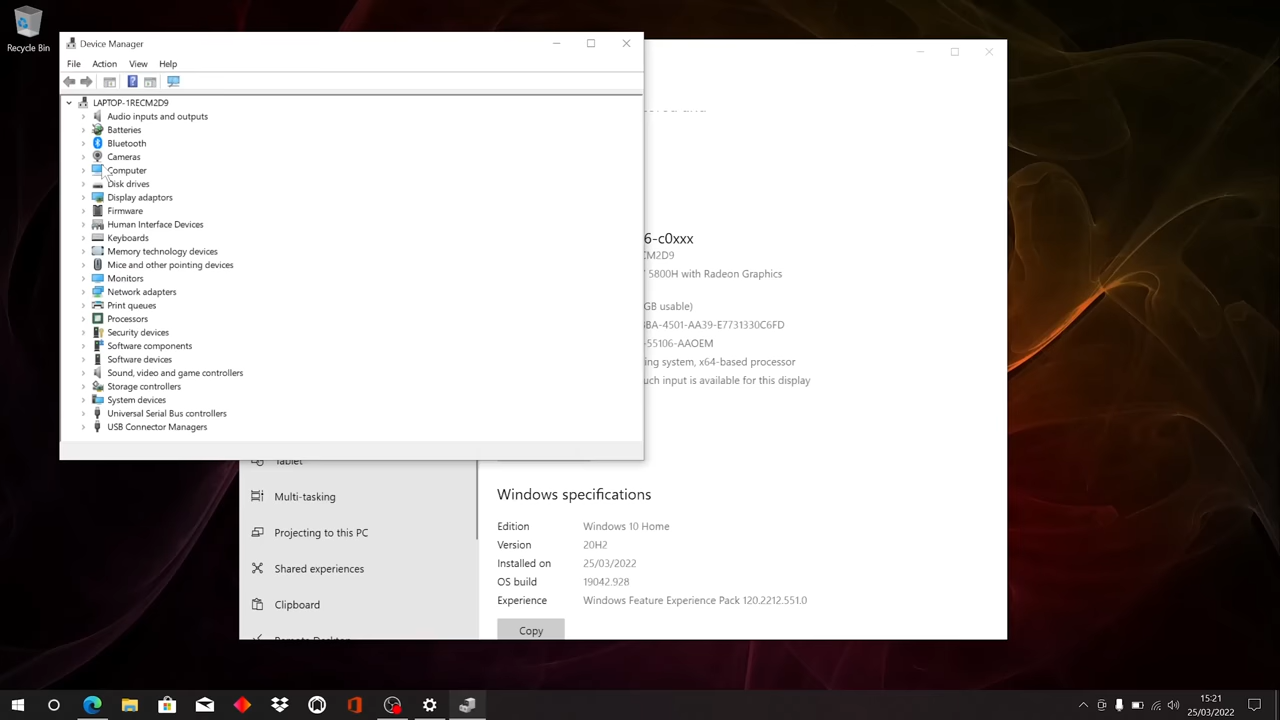 Recycle Bin
Device Manager
File Action View Help
LAPTOP-1RECM2D9
Audio inputs and outputs
Batteries
Bluetooth
Cameras
Computer
Disk drives
Display adaptors
Firmware
Human Interface Devices
Keyboards
Memory technology devices
Mice and other pointing devices
Monitors
Network adapters
Print queues
Processors
Security devices
Software components
Software devices
Sound, video and game controllers
Storage controllers
System devices
Universal Serial Bus controllers
USB Connector Managers
6-c0xxx
CM2D9
5800H with Radeon Graphics
GB usable)
BA-4501-AA39-E7731330C6FD
-55106-AAOEM
ing system, x64-based processor
uch input is available for this display
Tablet
Multi-tasking
Projecting to this PC
Shared experiences
Clipboard
Remote Desktop
Windows specifications
Edition Windows 10 Home
Version 20H2
Installed on 25/03/2022
OS build 19042.928
Experience Windows Feature Experience Pack 120.2212.551.0
Copy
15:21
25/03/2022